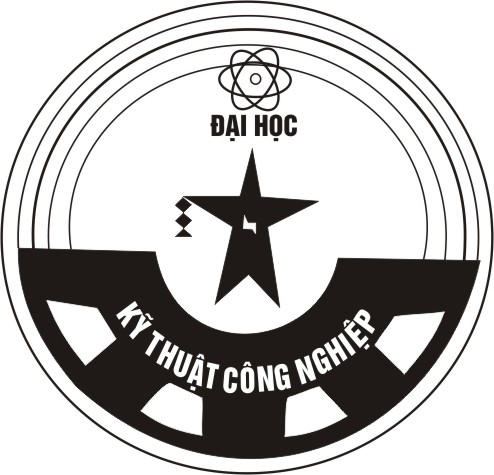 ĐẠI HỌC
KỸ THUẬT CÔNG NGHIỆP